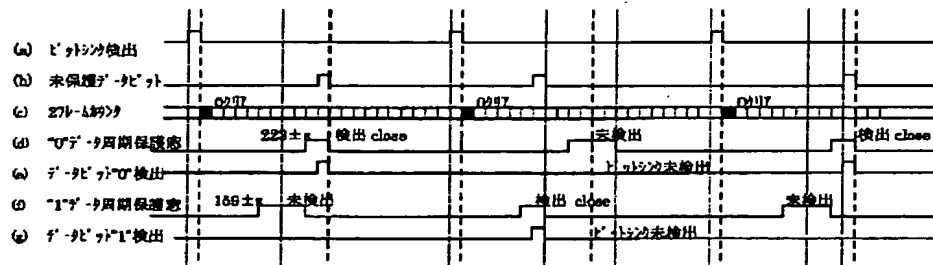 (a) ビットシンク検出
(b) 未保護データビット
(c) 2フレームカウンタ 0クリア 0クリア 0クリア
(d) "0"データ周期保護窓 223±α 検出 close 未検出 検出 close
(e) データビット"0"検出 ビットシンク未検出
(f) "1"データ周期保護窓 159±α 未検出 検出 close 未検出
(g) データビット"1"検出 ビットシンク未検出